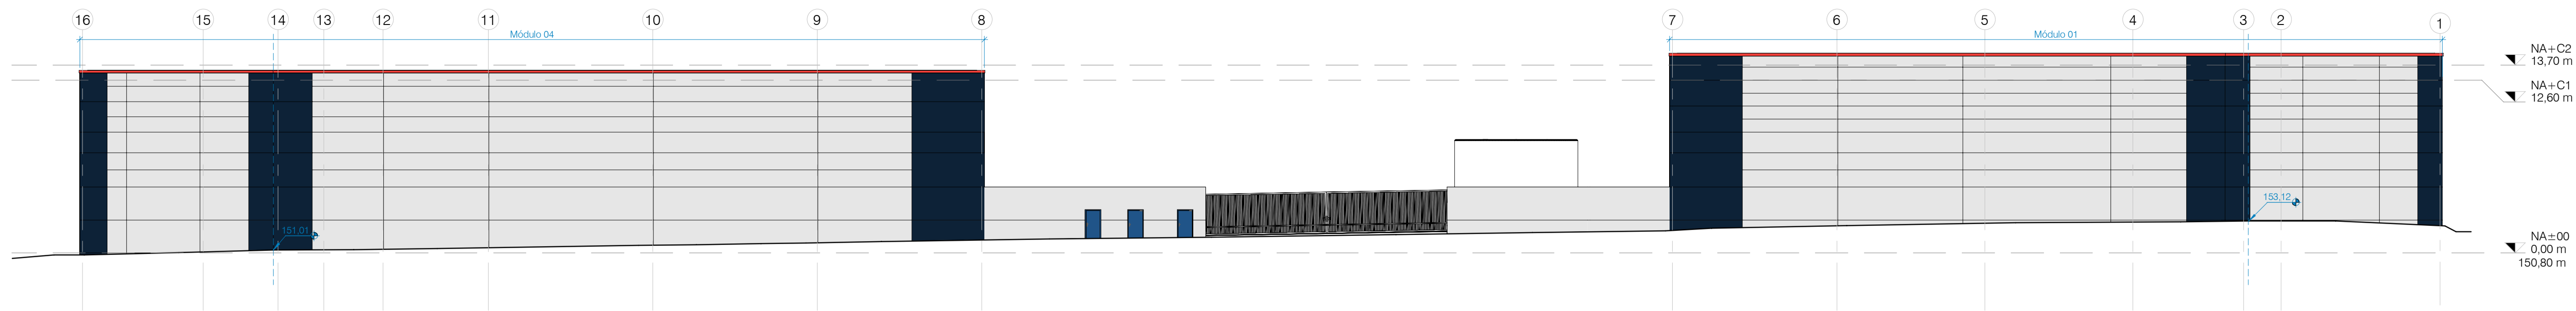 16 15 14 13 12 11 10 9 8 7 6 5 4 3 2 1
Módulo 04
Módulo 01
NA+C2
13,70 m
NA+C1
12,60 m
153,12
151,01
NA±00
0,00 m
150,80 m